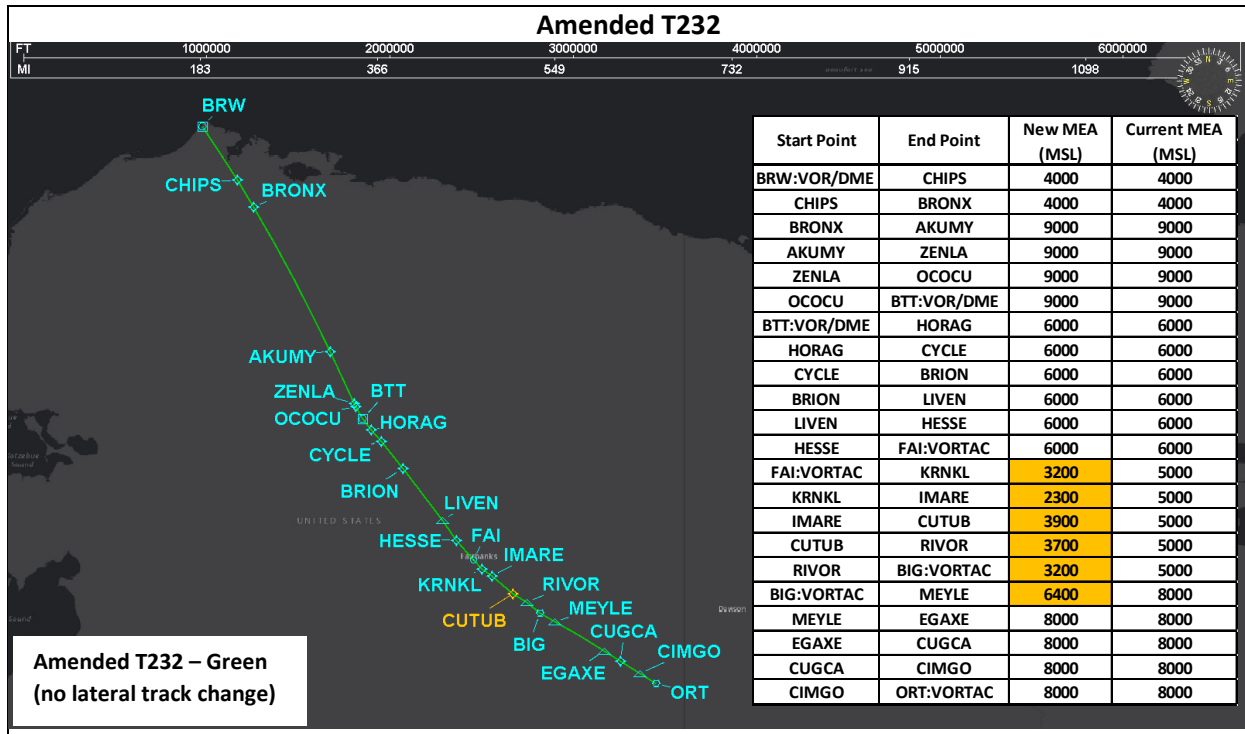 Amended T232
FT 1000000 2000000 3000000 4000000 5000000 6000000
MI 183 366 549 732 915 1098
Beaufort Sea
N
E
S
W
BRW
CHIPS
BRONX
AKUMY
ZENLA
BTT
OCOCU
HORAG
CYCLE
BRION
LIVEN
UNITED STATES
HESSE
FAI
Fairbanks
IMARE
KRNKL
RIVOR
CUTUB
MEYLE
Dawson
BIG
CUGCA
EGAXE
CIMGO
ORT
Sound
Sound
Amended T232 – Green
(no lateral track change)
Start Point End Point New MEA (MSL) Current MEA (MSL)
BRW:VOR/DME CHIPS 4000 4000
CHIPS BRONX 4000 4000
BRONX AKUMY 9000 9000
AKUMY ZENLA 9000 9000
ZENLA OCOCU 9000 9000
OCOCU BTT:VOR/DME 9000 9000
BTT:VOR/DME HORAG 6000 6000
HORAG CYCLE 6000 6000
CYCLE BRION 6000 6000
BRION LIVEN 6000 6000
LIVEN HESSE 6000 6000
HESSE FAI:VORTAC 6000 6000
FAI:VORTAC KRNKL 3200 5000
KRNKL IMARE 2300 5000
IMARE CUTUB 3900 5000
CUTUB RIVOR 3700 5000
RIVOR BIG:VORTAC 3200 5000
BIG:VORTAC MEYLE 6400 8000
MEYLE EGAXE 8000 8000
EGAXE CUGCA 8000 8000
CUGCA CIMGO 8000 8000
CIMGO ORT:VORTAC 8000 8000